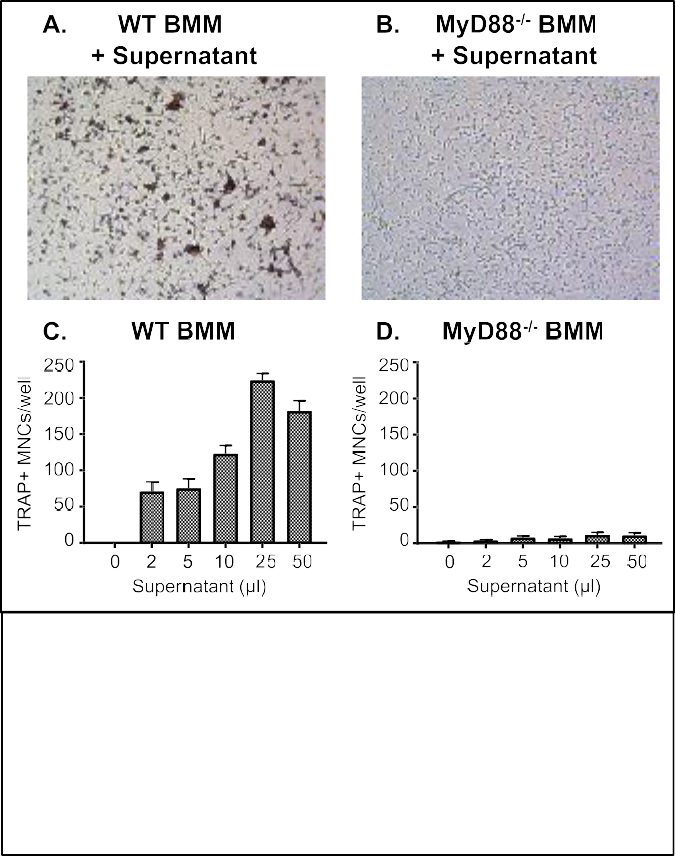 A. WT BMM
+ Supernatant
B. MyD88-/- BMM
+ Supernatant
C. WT BMM
TRAP+ MNCs/well
250
200
150
100
50
0
0 2 5 10 25 50
Supernatant (µl)
D. MyD88-/- BMM
TRAP+ MNCs/well
250
200
150
100
50
0
0 2 5 10 25 50
Supernatant (µl)